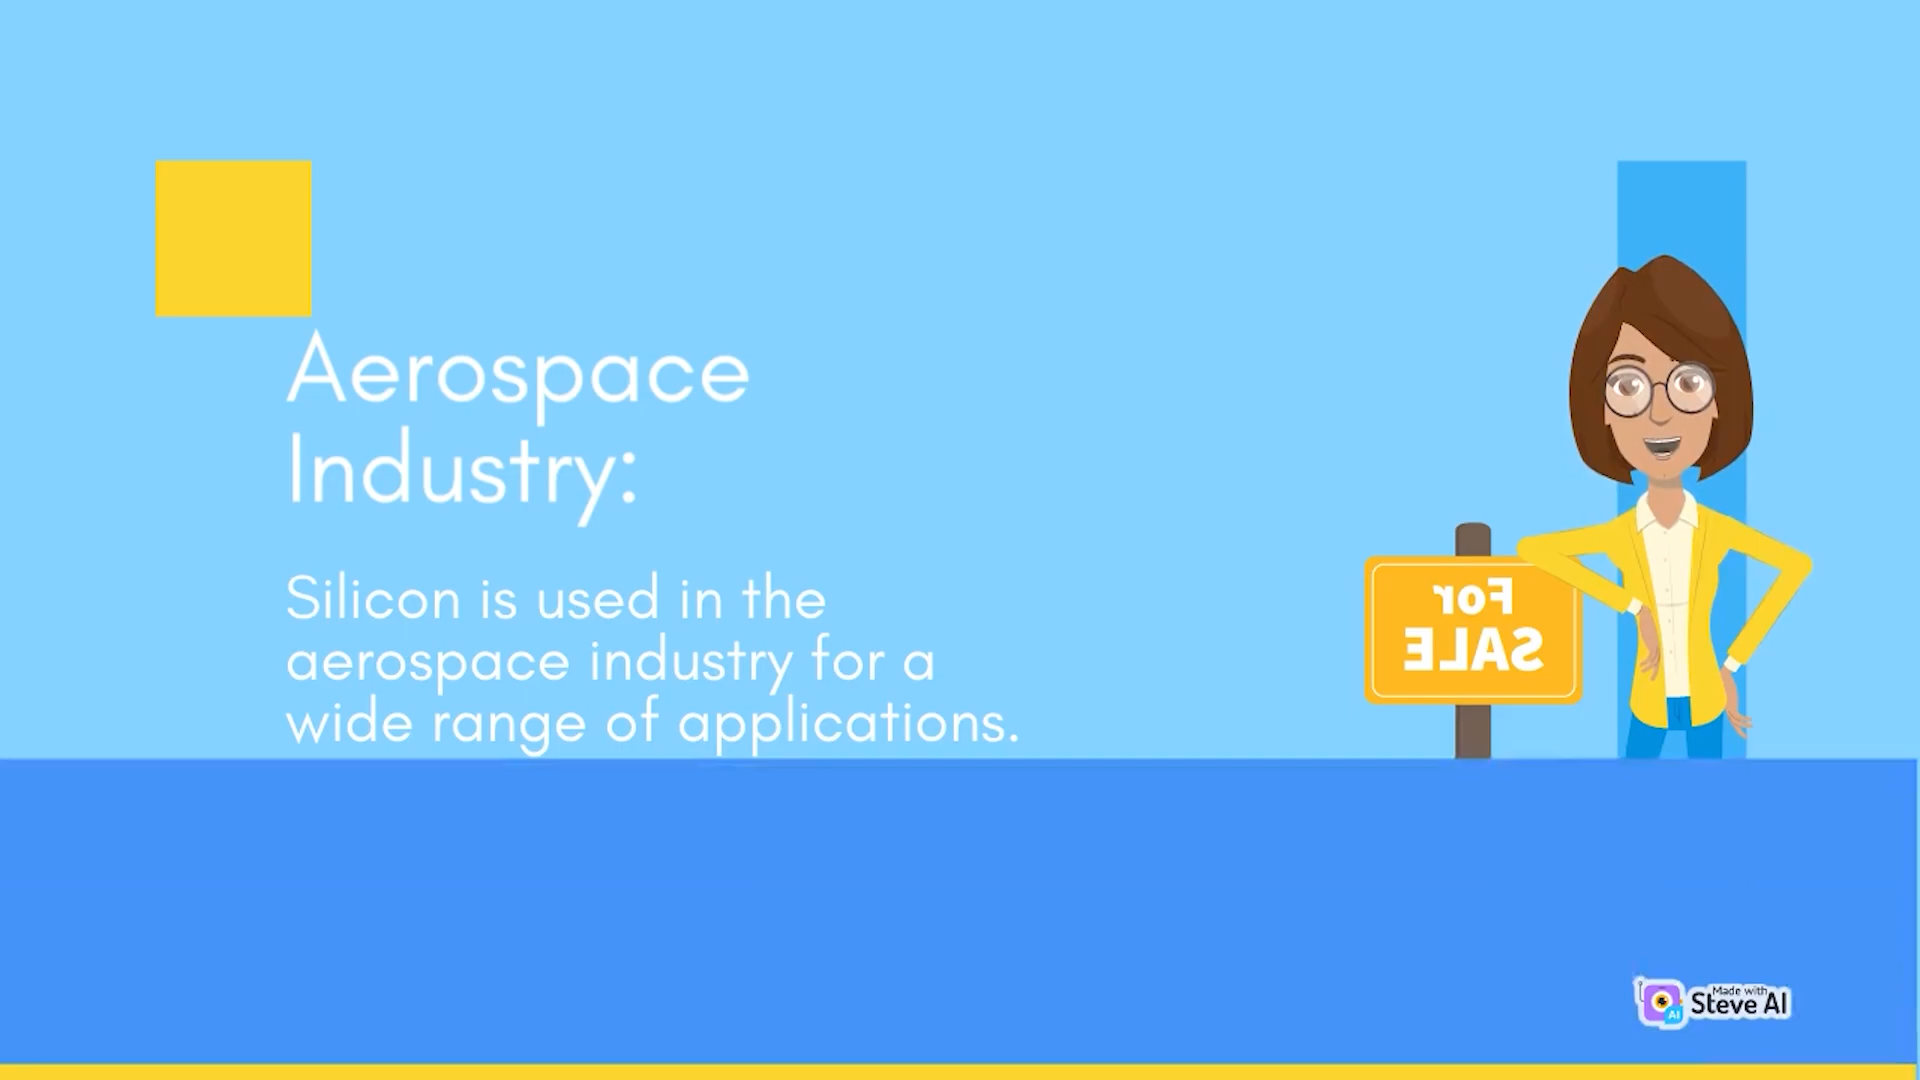 Aerospace
Industry:
Silicon is used in the
aerospace industry for a
wide range of applications.
For
SALE
Made with
Steve AI
AI